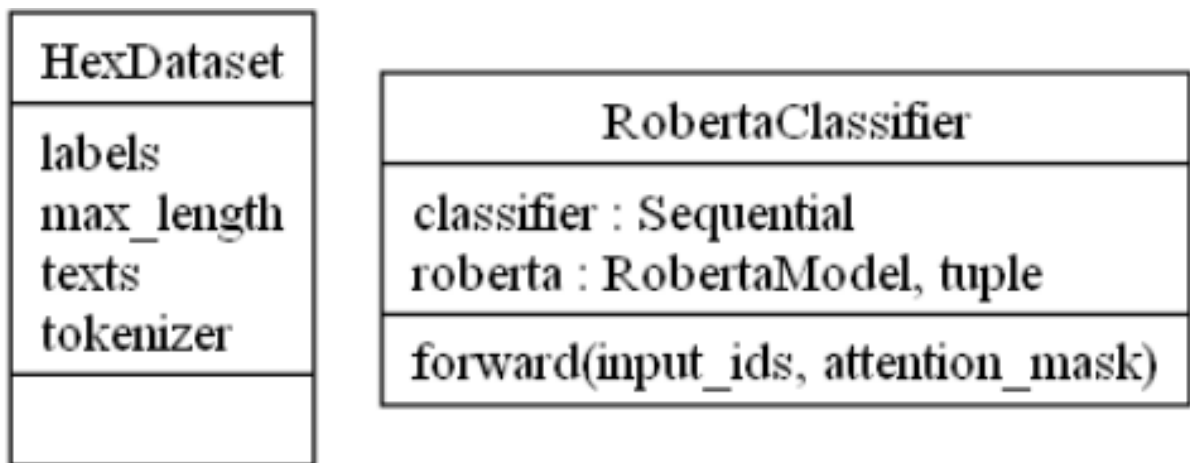 HexDataset
labels
max_length
texts
tokenizer
RobertaClassifier
classifier : Sequential
roberta : RobertaModel, tuple
forward(input_ids, attention_mask)